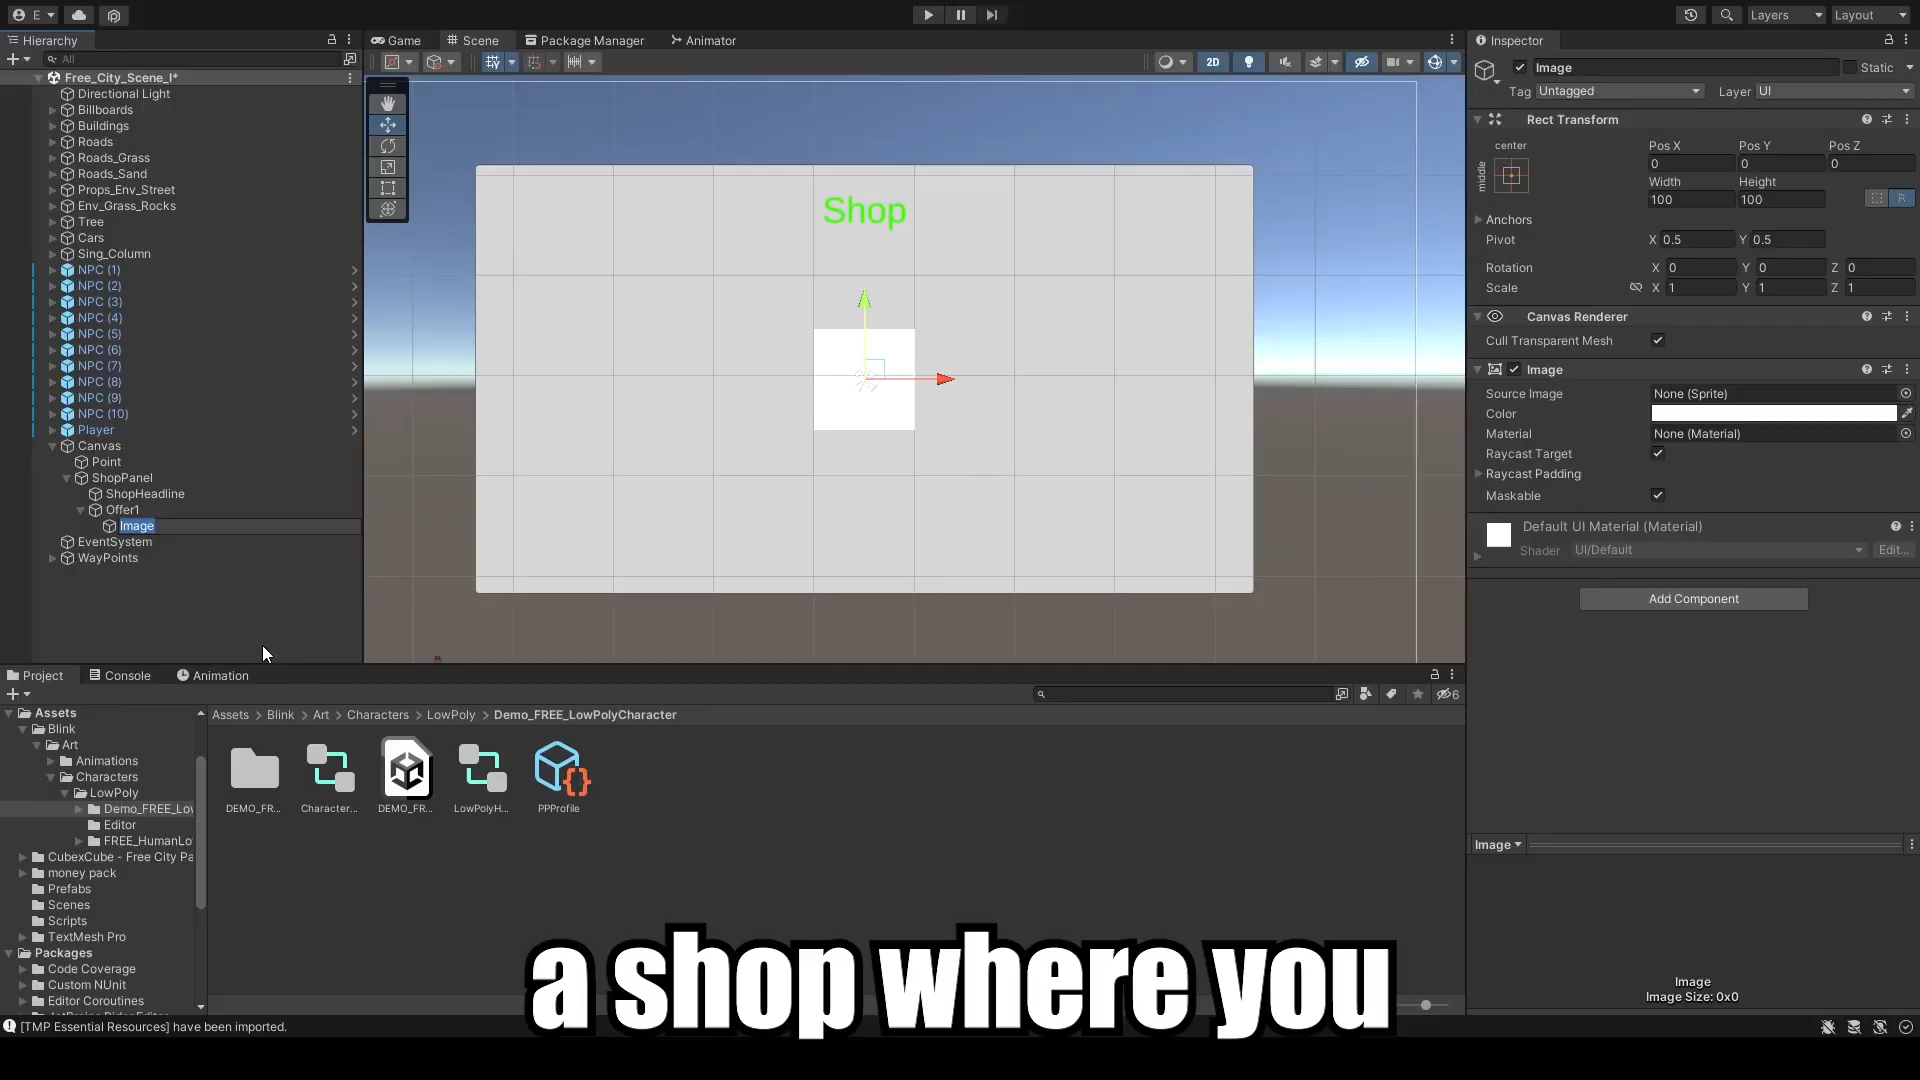 E
Layers
Layout
Hierarchy
Game
Scene
Package Manager
Animator
Inspector
All
2D
Free_City_Scene_I*
Directional Light
Billboards
Buildings
Roads
Roads_Grass
Roads_Sand
Props_Env_Street
Env_Grass_Rocks
Tree
Cars
Sing_Column
NPC (1)
NPC (2)
NPC (3)
NPC (4)
NPC (5)
NPC (6)
NPC (7)
NPC (8)
NPC (9)
NPC (10)
Player
Canvas
Point
ShopPanel
ShopHeadline
Offer1
Image
EventSystem
WayPoints
Shop
Image
Static
Tag Untagged Layer UI
Rect Transform
center
middle
Pos X Pos Y Pos Z
0 0 0
Width Height
100 100
R
Anchors
Pivot X 0.5 Y 0.5
Rotation X 0 Y 0 Z 0
Scale X 1 Y 1 Z 1
Canvas Renderer
Cull Transparent Mesh
Image
Source Image None (Sprite)
Color
Material None (Material)
Raycast Target
Raycast Padding
Maskable
Default UI Material (Material)
Shader UI/Default Edit...
Add Component
Image
Image
Image Size: 0x0
Project
Console
Animation
6
Assets
Blink
Art
Animations
Characters
LowPoly
Demo_FREE_Lov
Editor
FREE_HumanLo
CubexCube - Free City Pa
money pack
Prefabs
Scenes
Scripts
TextMesh Pro
Packages
Code Coverage
Custom NUnit
Editor Coroutines
Assets > Blink > Art > Characters > LowPoly > Demo_FREE_LowPolyCharacter
DEMO_FR...
Character...
DEMO_FR...
LowPolyH...
PPProfile
a shop where you
[TMP Essential Resources] have been imported.